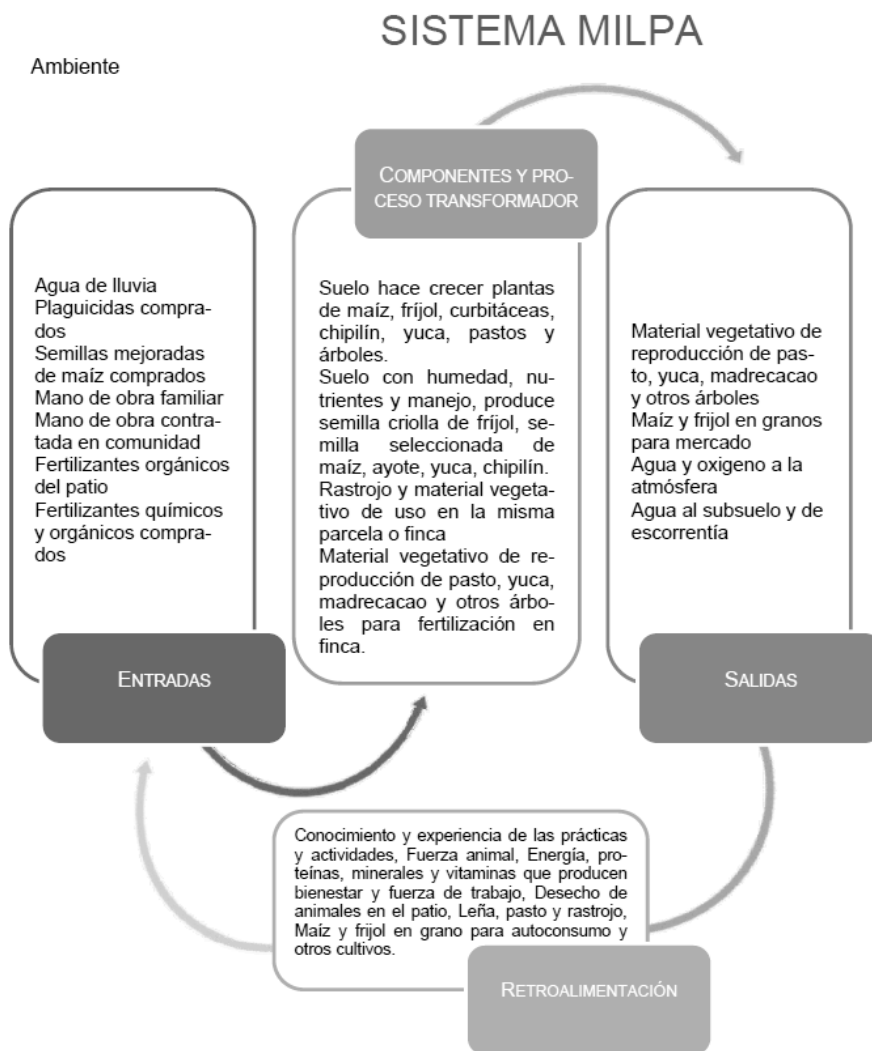 SISTEMA MILPA
Ambiente
COMPONENTES Y PRO-
CESO TRANSFORMADOR
Agua de lluvia
Plaguicidas compra-
dos
Semillas mejoradas
de maíz comprados
Mano de obra familiar
Mano de obra contra-
tada en comunidad
Fertilizantes orgánicos
del patio
Fertilizantes químicos
y orgánicos compra-
dos
ENTRADAS
Suelo hace crecer plantas
de maíz, fríjol, curbitáceas,
chipilín, yuca, pastos y
árboles.
Suelo con humedad, nu-
trientes y manejo, produce
semilla criolla de fríjol, se-
milla seleccionada de
maíz, ayote, yuca, chipilín.
Rastrojo y material vegeta-
tivo de uso en la misma
parcela o finca
Material vegetativo de re-
producción de pasto, yuca,
madrecacao y otros árbo-
les para fertilización en
finca.
Material vegetativo de
reproducción de pas-
to, yuca, madrecacao
y otros árboles
Maíz y frijol en granos
para mercado
Agua y oxigeno a la
atmósfera
Agua al subsuelo y de
escorrentía
SALIDAS
Conocimiento y experiencia de las prácticas
y actividades, Fuerza animal, Energía, pro-
teínas, minerales y vitaminas que producen
bienestar y fuerza de trabajo, Desecho de
animales en el patio, Leña, pasto y rastrojo,
Maíz y frijol en grano para autoconsumo y
otros cultivos.
RETROALIMENTACIÓN